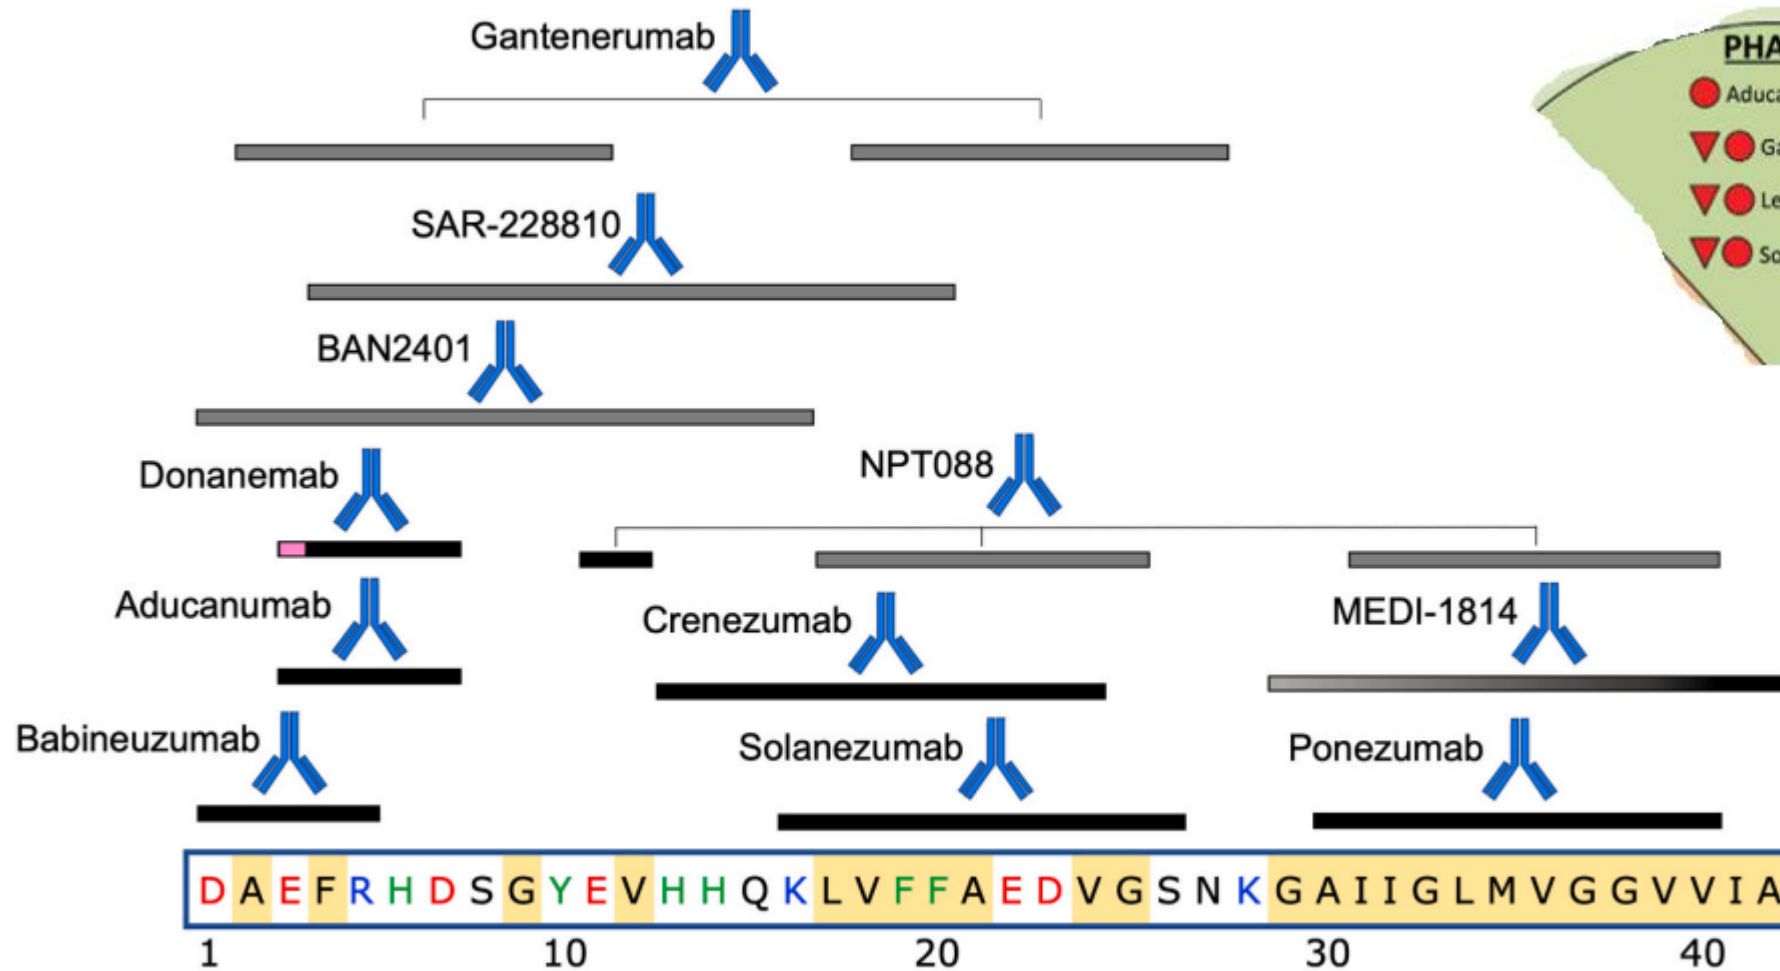 Gantenerumab
PHA
Aduca
Ga
Le
So
SAR-228810
BAN2401
Donanemab
NPT088
Aducanumab
Crenezumab
MEDI-1814
Babineuzumab
Solanezumab
Ponezumab
D A E F R H D S G Y E V H H Q K L V F F A E D V G S N K G A I I G L M V G G V V I A
1 10 20 30 40